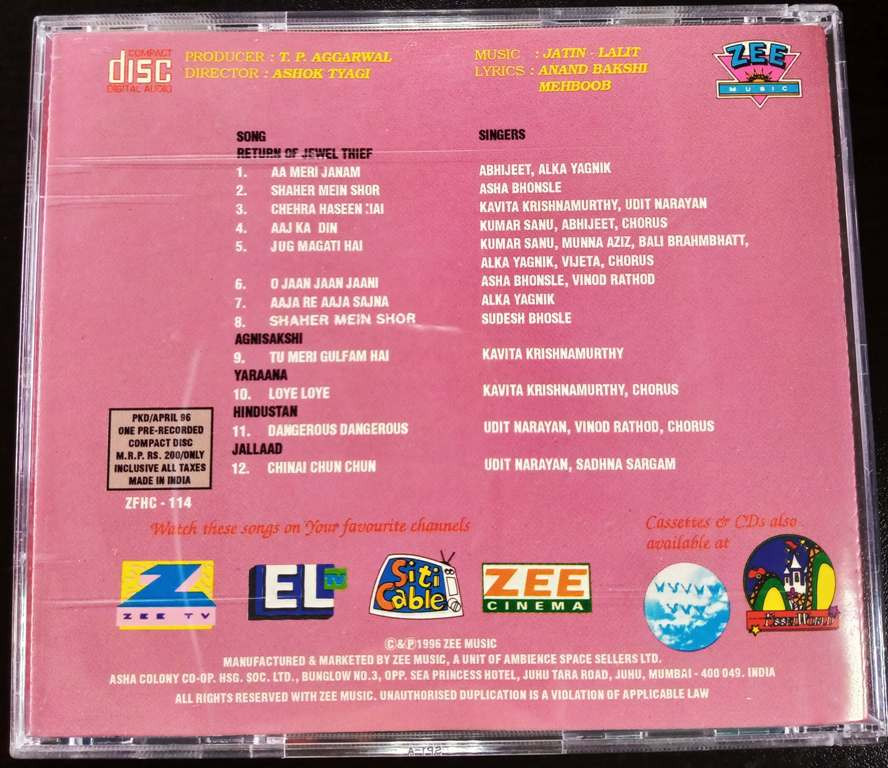 COMPACT
disc
DIGITAL AUDIO
PRODUCER : T. P. AGGARWAL
DIRECTOR : ASHOK TYAGI
MUSIC : JATIN - LALIT
LYRICS : ANAND BAKSHI
MEHBOOB
ZEE
MUSIC
SONG SINGERS
RETURN OF JEWEL THIEF
1. AA MERI JANAM ABHIJEET, ALKA YAGNIK
2. SHAHER MEIN SHOR ASHA BHONSLE
3. CHEHRA HASEEN HAI KAVITA KRISHNAMURTHY, UDIT NARAYAN
4. AAJ KA DIN KUMAR SANU, ABHIJEET, CHORUS
5. JUG MAGATI HAI KUMAR SANU, MUNNA AZIZ, BALI BRAHMBHATT,
ALKA YAGNIK, VIJETA, CHORUS
6. O JAAN JAAN JAANI ASHA BHONSLE, VINOD RATHOD
7. AAJA RE AAJA SAJNA ALKA YAGNIK
8. SHAHER MEIN SHOR SUDESH BHOSLE
AGNISAKSHI
9. TU MERI GULFAM HAI KAVITA KRISHNAMURTHY
YARAANA
10. LOYE LOYE KAVITA KRISHNAMURTHY, CHORUS
HINDUSTAN
11. DANGEROUS DANGEROUS UDIT NARAYAN, VINOD RATHOD, CHORUS
JALLAAD
12. CHINAI CHUN CHUN UDIT NARAYAN, SADHNA SARGAM
PKD/APRIL 96
ONE PRE-RECORDED
COMPACT DISC
M.R.P. RS. 200/ONLY
INCLUSIVE ALL TAXES
MADE IN INDIA
ZFHC - 114
Watch these songs on Your favourite channels
Cassettes & CDs also
available at
Z
ZEE TV
EL TV
Siti
Cable
ZEE
CINEMA
ESSELWORLD
©&℗1996 ZEE MUSIC
MANUFACTURED & MARKETED BY ZEE MUSIC, A UNIT OF AMBIENCE SPACE SELLERS LTD.
ASHA COLONY CO-OP. HSG. SOC. LTD., BUNGLOW NO.3, OPP. SEA PRINCESS HOTEL, JUHU TARA ROAD, JUHU, MUMBAI - 400 049. INDIA
ALL RIGHTS RESERVED WITH ZEE MUSIC. UNAUTHORISED DUPLICATION IS A VIOLATION OF APPLICABLE LAW